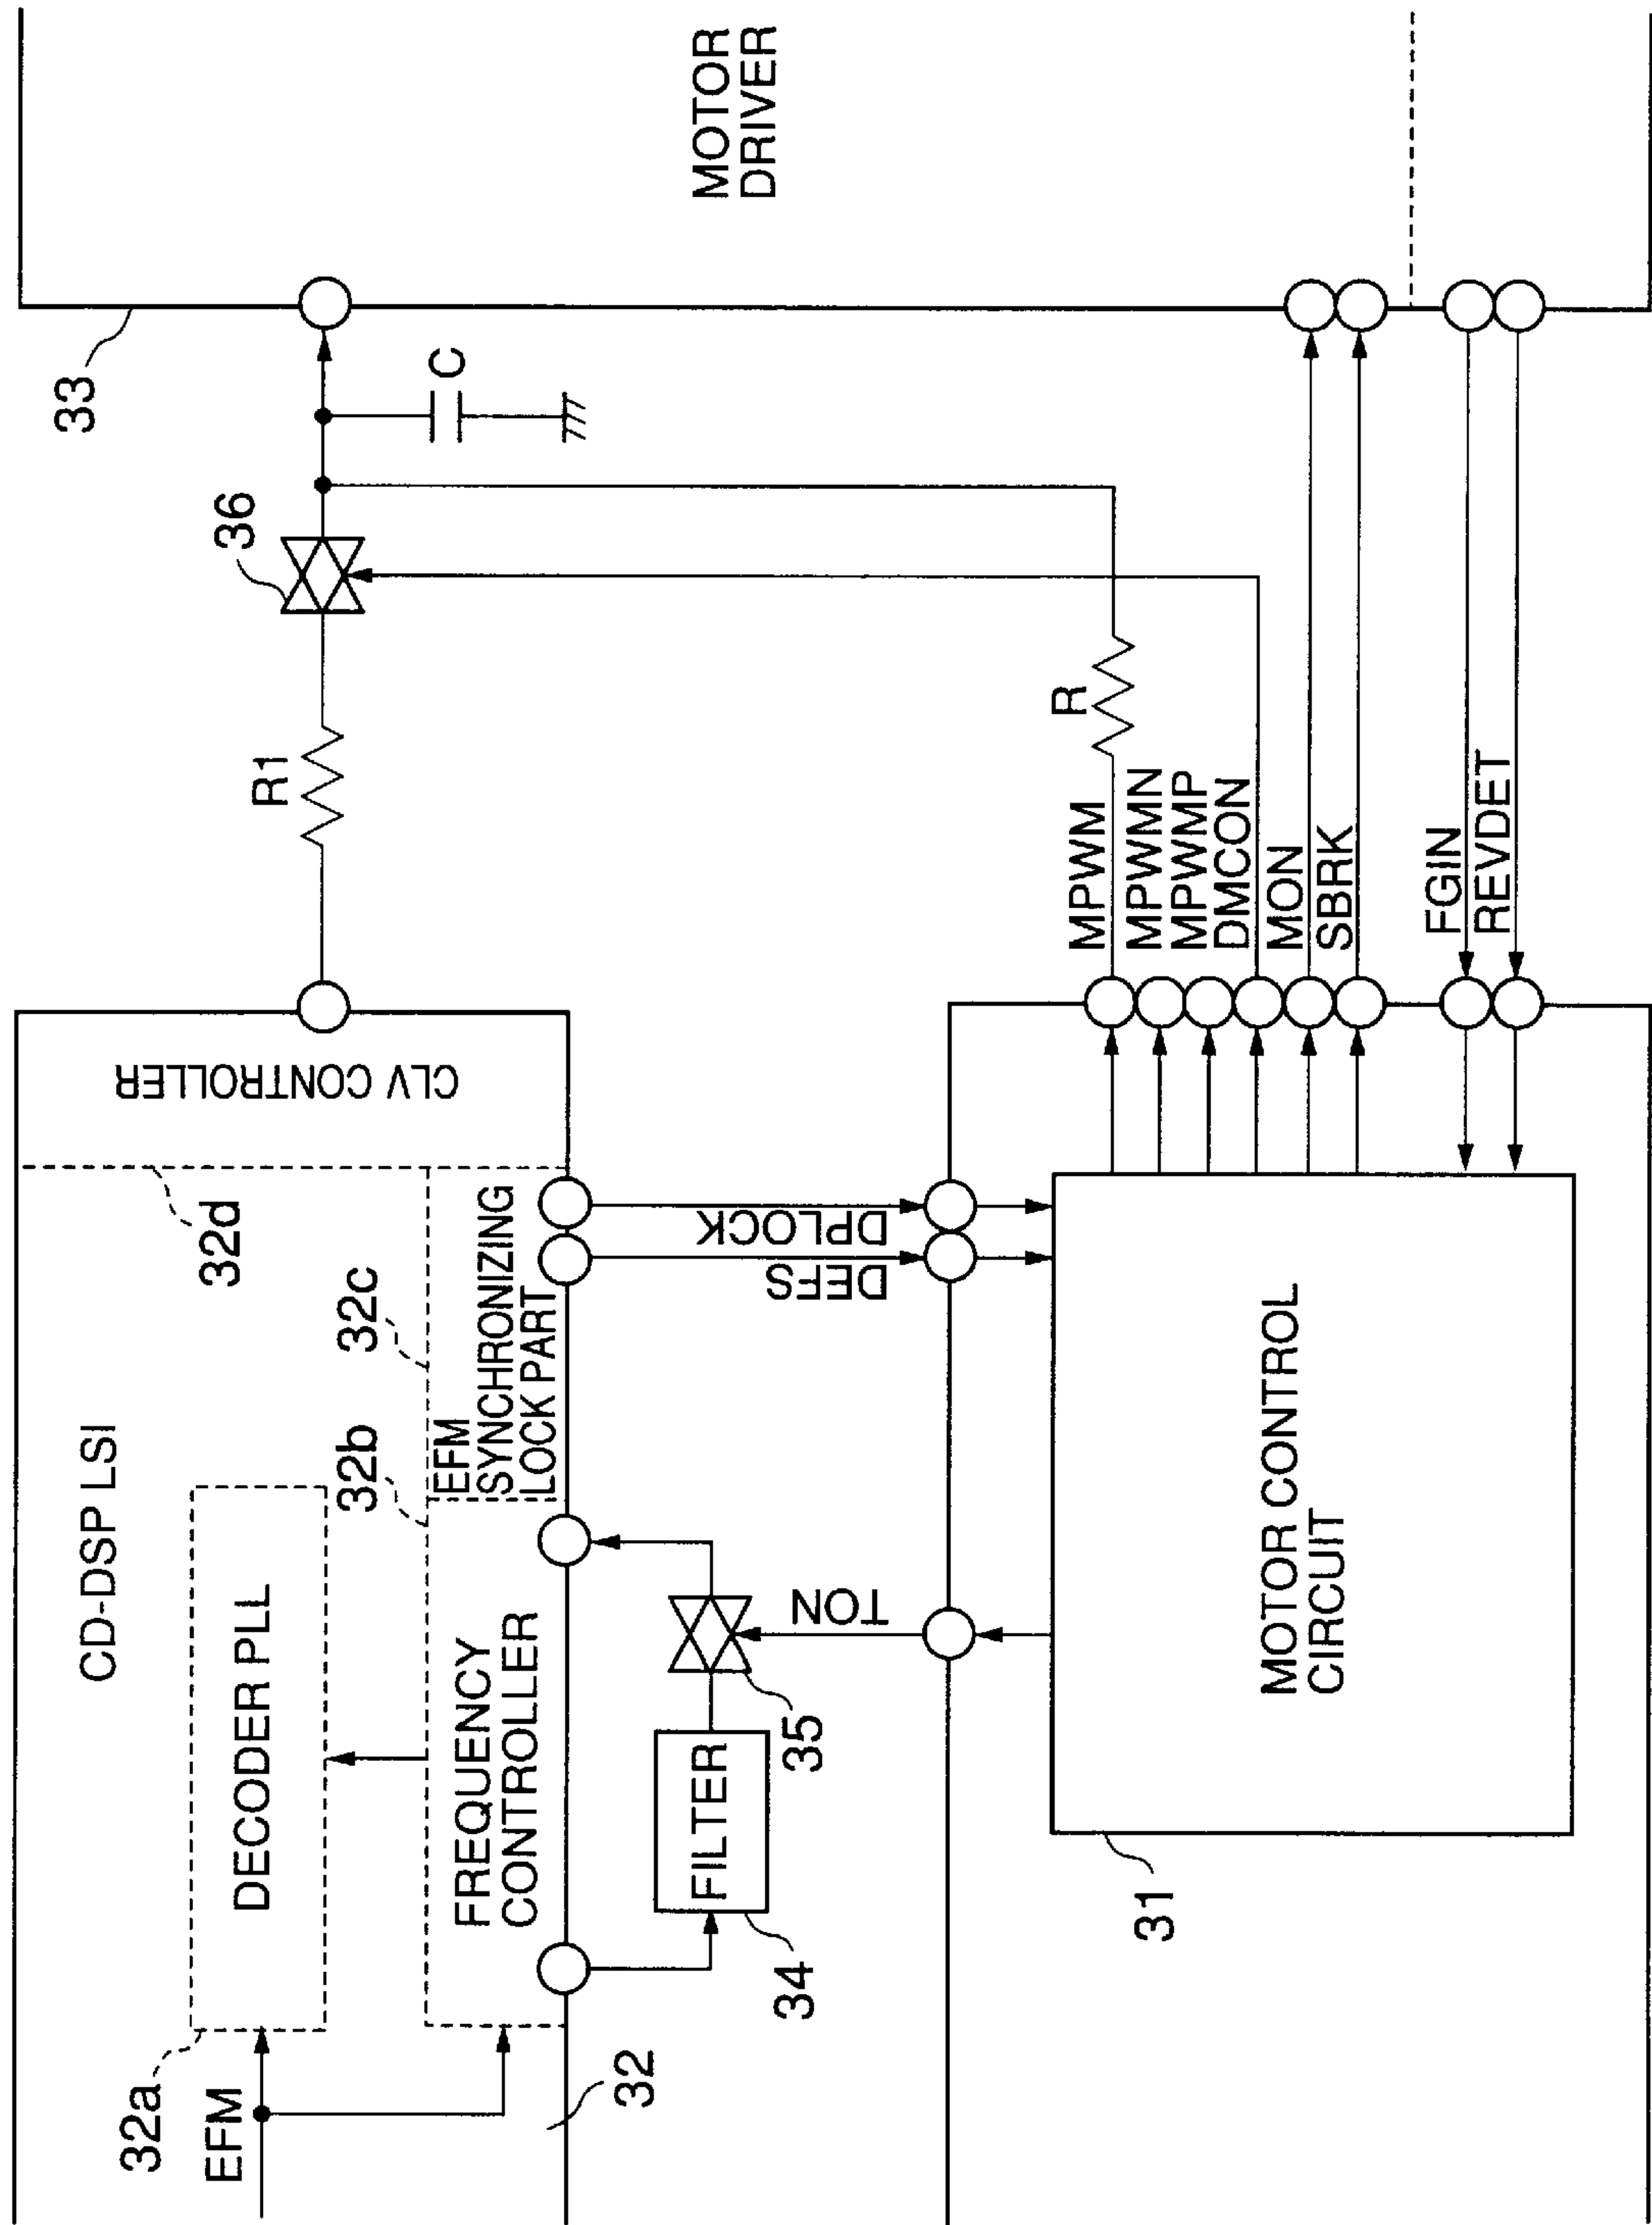 CD-DSP LSI
32a
DECODER PLL
EFM
32b
32c
32d
FREQUENCY
CONTROLLER
EFM
SYNCHRONIZING
LOCK PART
CLV CONTROLLER
32
R1
36
33
C
MOTOR
DRIVER
34
FILTER
35
TON
DEFS
DPLOCK
31
MOTOR CONTROL
CIRCUIT
MPWM
MPWMN
MPWMP
DMCON
MON
SBRK
FGIN
REVDET
R